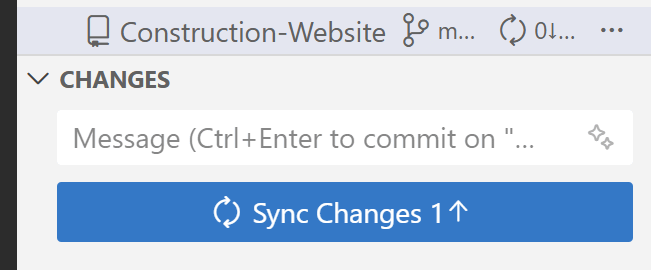 Construction-Website m... 0↓... ...
CHANGES
Message (Ctrl+Enter to commit on "...
Sync Changes 1↑